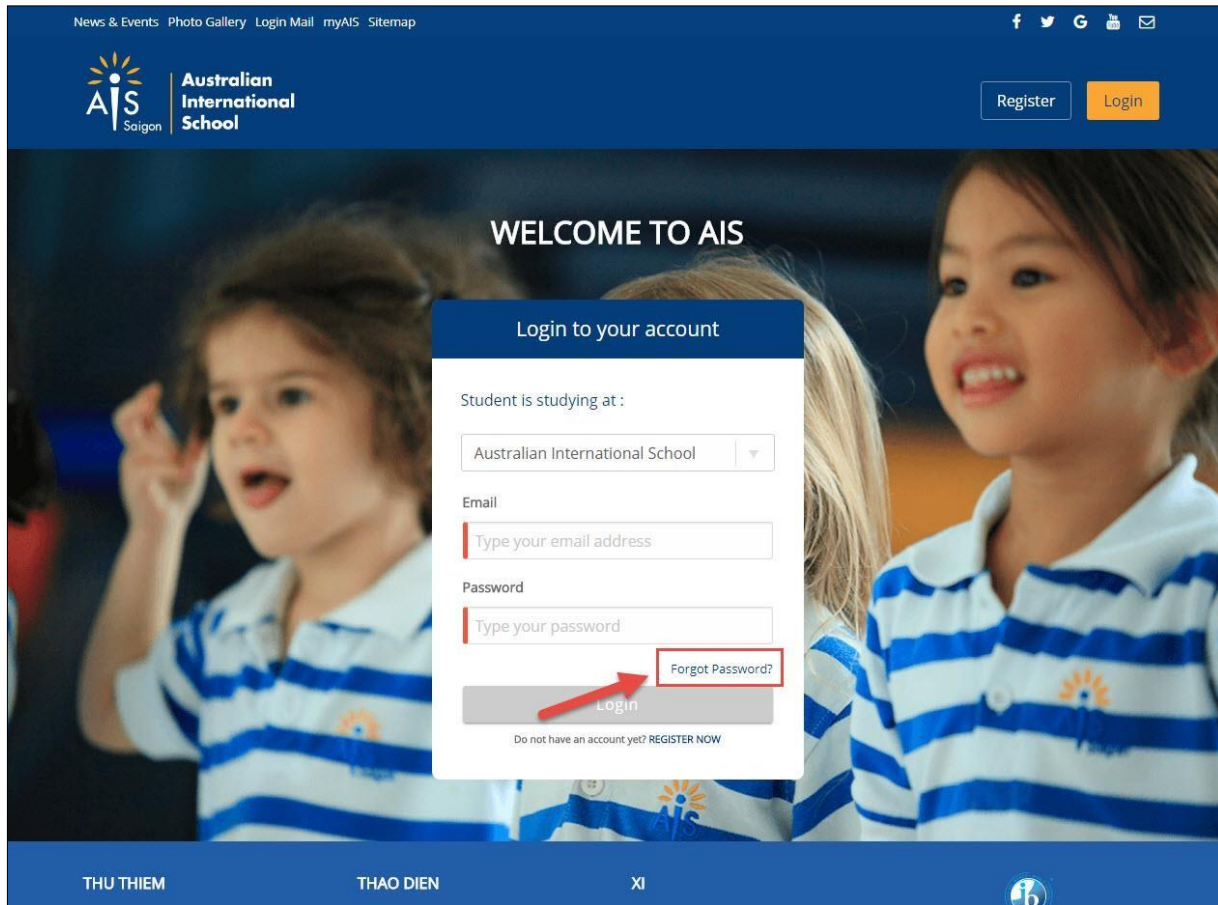 News & Events Photo Gallery Login Mail myAIS Sitemap
AIS
Saigon
Australian
International
School
Register
Login
WELCOME TO AIS
Login to your account
Student is studying at :
Australian International School
Email
Type your email address
Password
Type your password
Forgot Password?
Login
Do not have an account yet? REGISTER NOW
AIS
THU THIEM
THAO DIEN
XI
ib